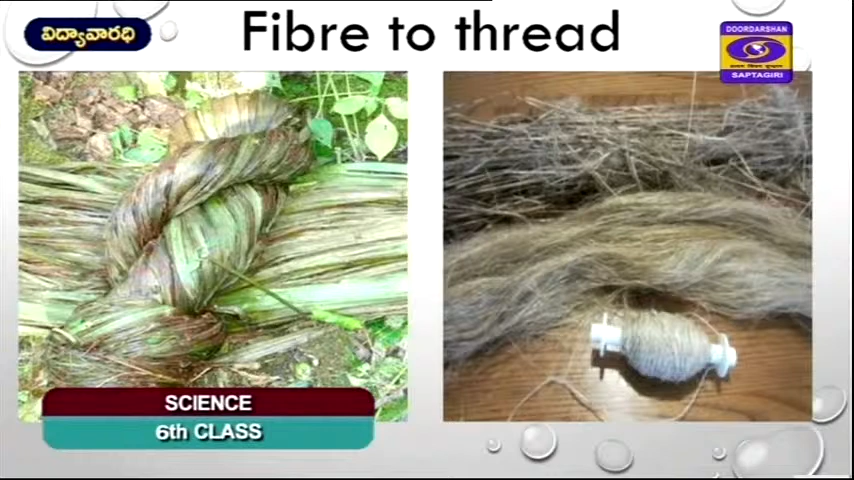 విద్యావారధి
Fibre to thread
DOORDARSHAN
SAPTAGIRI
SCIENCE
6th CLASS